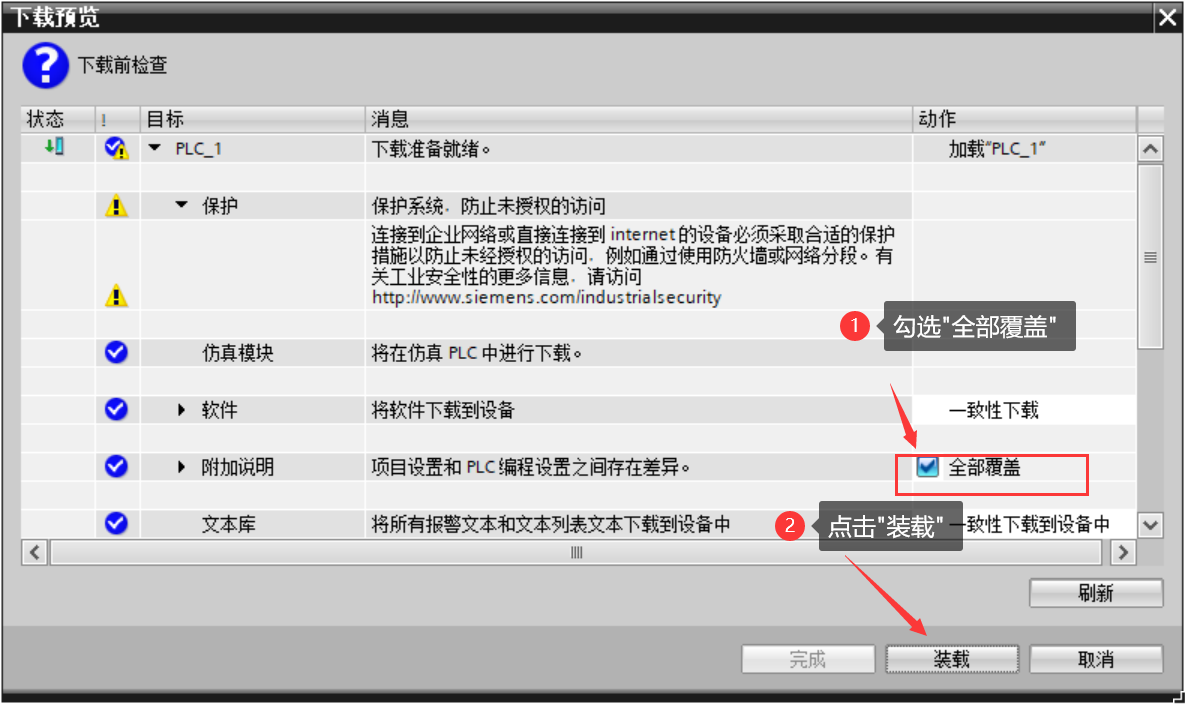 下载预览
下载前检查
状态 ! 目标 消息 动作
PLC_1 下载准备就绪。 加载“PLC_1”
保护 保护系统，防止未授权的访问
连接到企业网络或直接连接到 internet 的设备必须采取合适的保护
措施以防止未经授权的访问，例如通过使用防火墙或网络分段。有
关工业安全性的更多信息，请访问
http://www.siemens.com/industrialsecurity
1 勾选"全部覆盖"
仿真模块 将在仿真 PLC 中进行下载。
软件 将软件下载到设备 一致性下载
附加说明 项目设置和 PLC 编程设置之间存在差异。 全部覆盖
文本库 将所有报警文本和文本列表文本下载到设备中 一致性下载到设备中
2 点击"装载"
刷新
完成 装载 取消